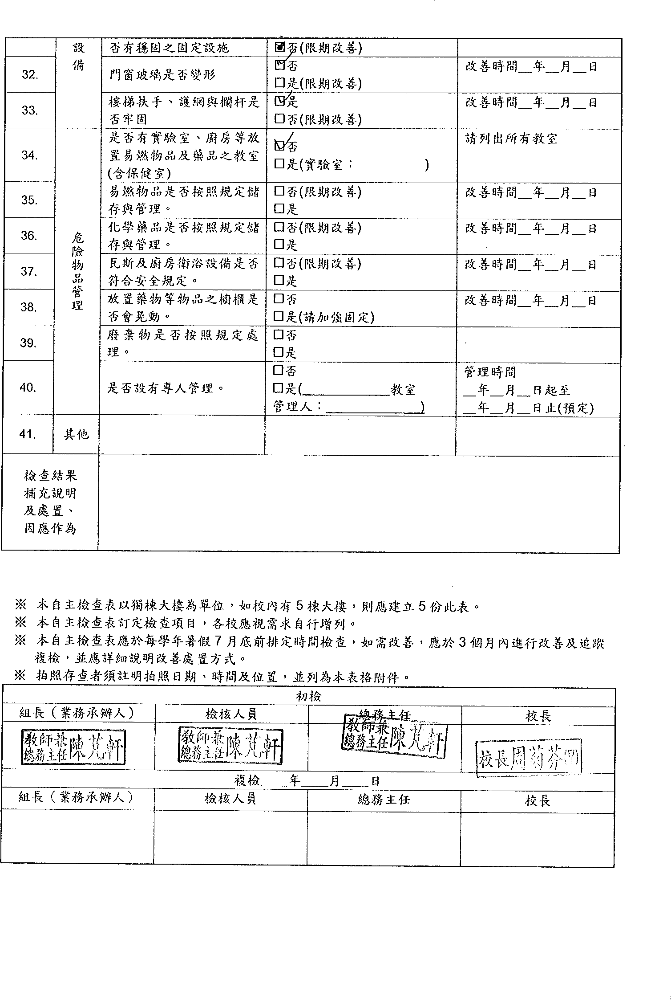 設
備
否有穩固之固定設施
否(限期改善)
32.
門窗玻璃是否變形
☑否
□是(限期改善)
改善時間__年__月__日
33.
樓梯扶手、護網與欄杆是
否牢固
☑是
□否(限期改善)
改善時間__年__月__日
危險物品管理
34.
是否有實驗室、廚房等放
置易燃物品及藥品之教室
(含保健室)
☑否
□是(實驗室： )
請列出所有教室
35.
易燃物品是否按照規定儲
存與管理。
□否(限期改善)
□是
改善時間__年__月__日
36.
化學藥品是否按照規定儲
存與管理。
□否(限期改善)
□是
改善時間__年__月__日
37.
瓦斯及廚房衛浴設備是否
符合安全規定。
□否(限期改善)
□是
改善時間__年__月__日
38.
放置藥物等物品之櫥櫃是
否會晃動。
□否
□是(請加強固定)
改善時間__年__月__日
39.
廢棄物是否按照規定處
理。
□否
□是
40.
是否設有專人管理。
□否
□是(____________教室
管理人：______________)
管理時間
__年__月__日起至
__年__月__日止(預定)
41.
其他
檢查結果
補充說明
及處置、
因應作為
※ 本自主檢查表以獨棟大樓為單位，如校內有5棟大樓，則應建立5份此表。
※ 本自主檢查表訂定檢查項目，各校應視需求自行增列。
※ 本自主檢查表應於每學年暑假7月底前排定時間檢查，如需改善，應於3個月內進行改善及追蹤
複檢，並應詳細說明改善處置方式。
※ 拍照存查者須註明拍照日期、時間及位置，並列為本表格附件。
初檢
組長（業務承辦人） 檢核人員 總務主任 校長
教師兼
總務主任 陳芃軒
教師兼
總務主任 陳芃軒
教師兼
總務主任 陳芃軒
校長周菊芬(甲)
複檢____年____月____日
組長（業務承辦人） 檢核人員 總務主任 校長